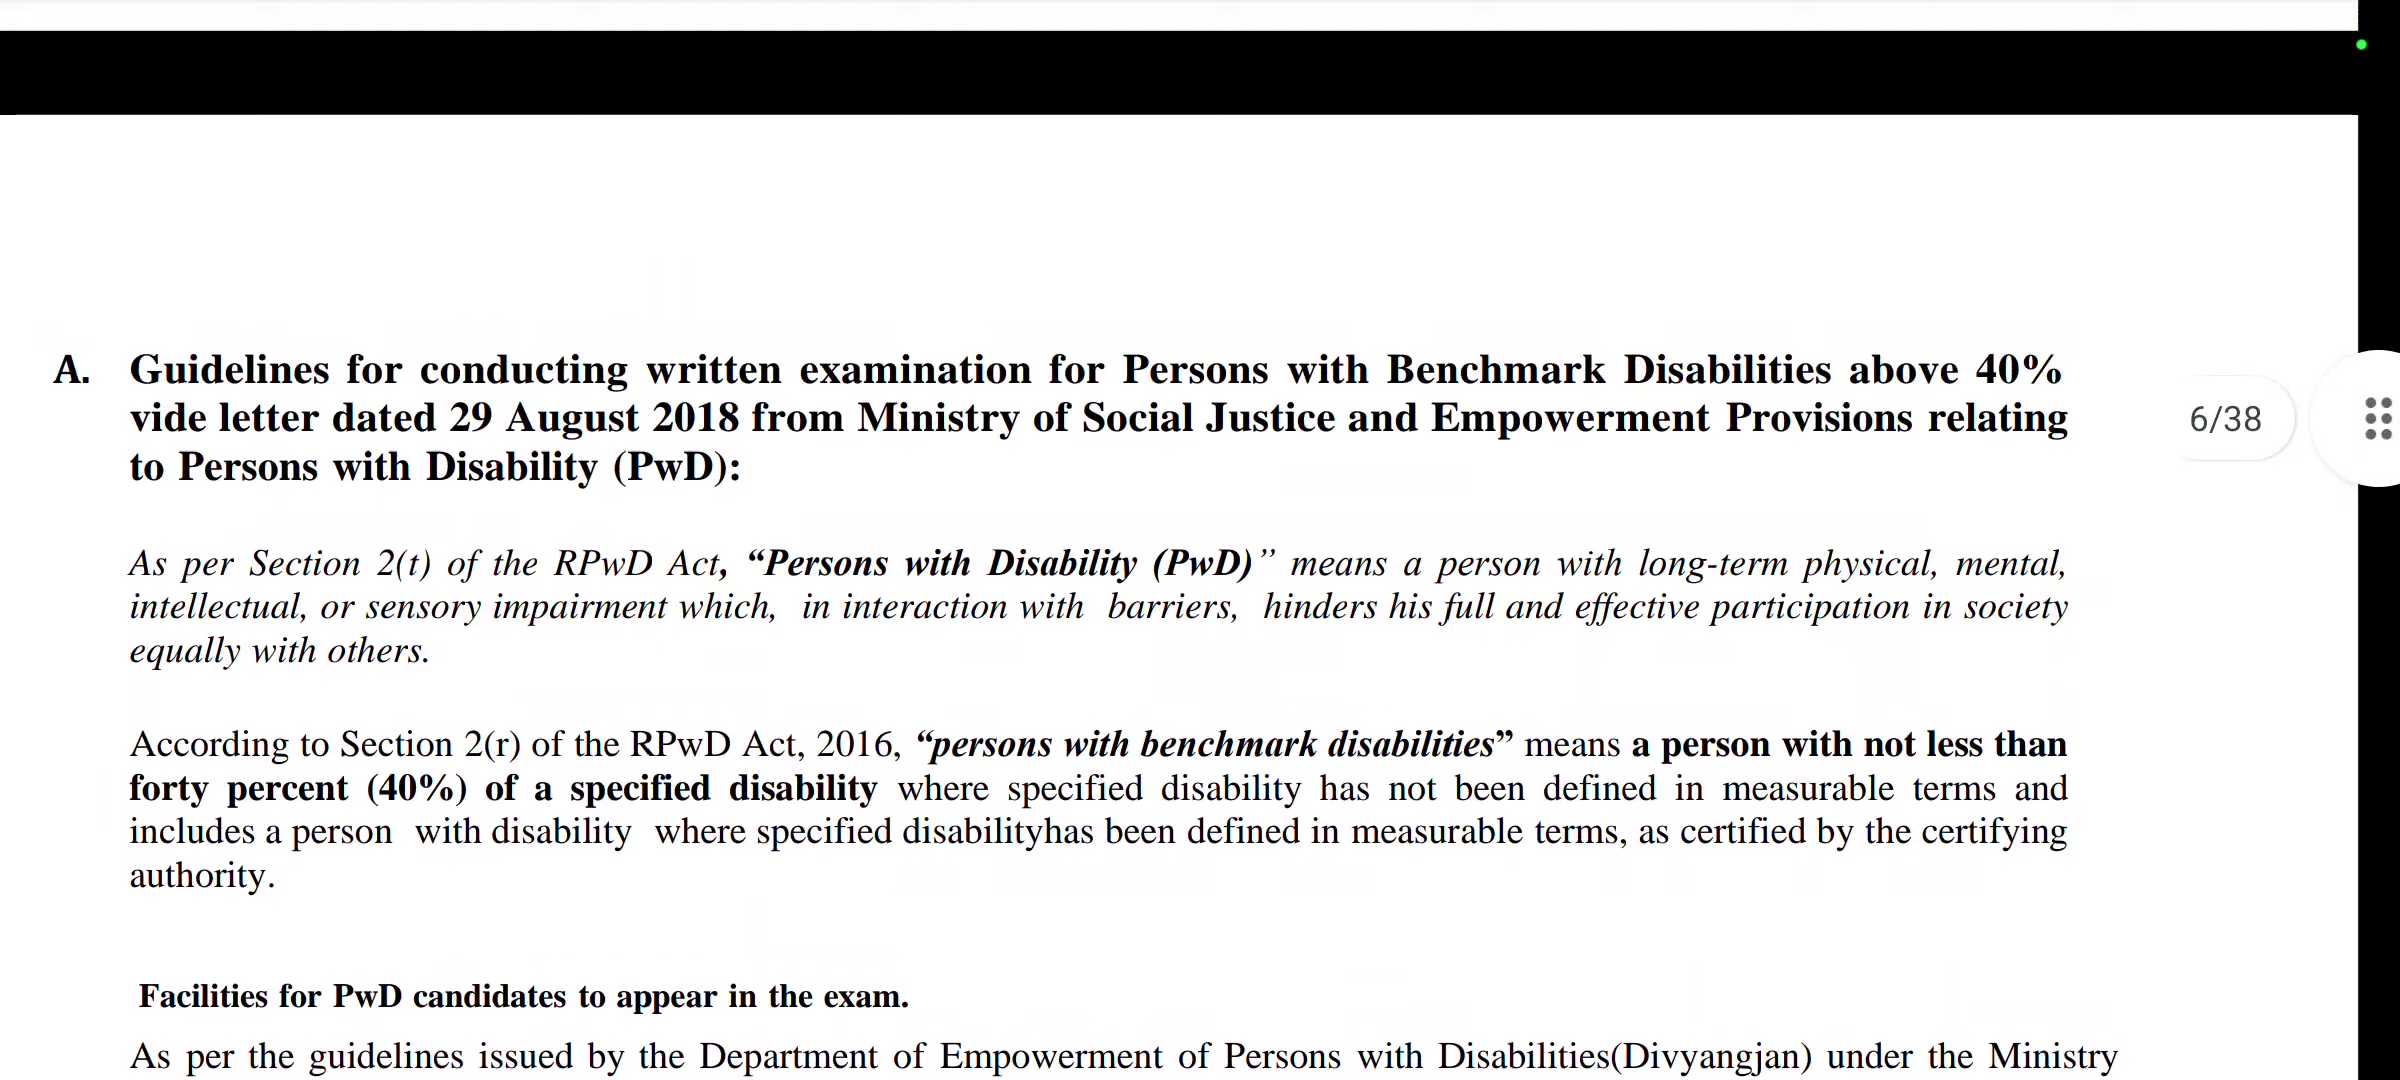 A. Guidelines for conducting written examination for Persons with Benchmark Disabilities above 40%
vide letter dated 29 August 2018 from Ministry of Social Justice and Empowerment Provisions relating
to Persons with Disability (PwD):
6/38
As per Section 2(t) of the RPwD Act, “Persons with Disability (PwD)” means a person with long-term physical, mental,
intellectual, or sensory impairment which, in interaction with barriers, hinders his full and effective participation in society
equally with others.
According to Section 2(r) of the RPwD Act, 2016, “persons with benchmark disabilities” means a person with not less than
forty percent (40%) of a specified disability where specified disability has not been defined in measurable terms and
includes a person with disability where specified disabilityhas been defined in measurable terms, as certified by the certifying
authority.
Facilities for PwD candidates to appear in the exam.
As per the guidelines issued by the Department of Empowerment of Persons with Disabilities(Divyangjan) under the Ministry